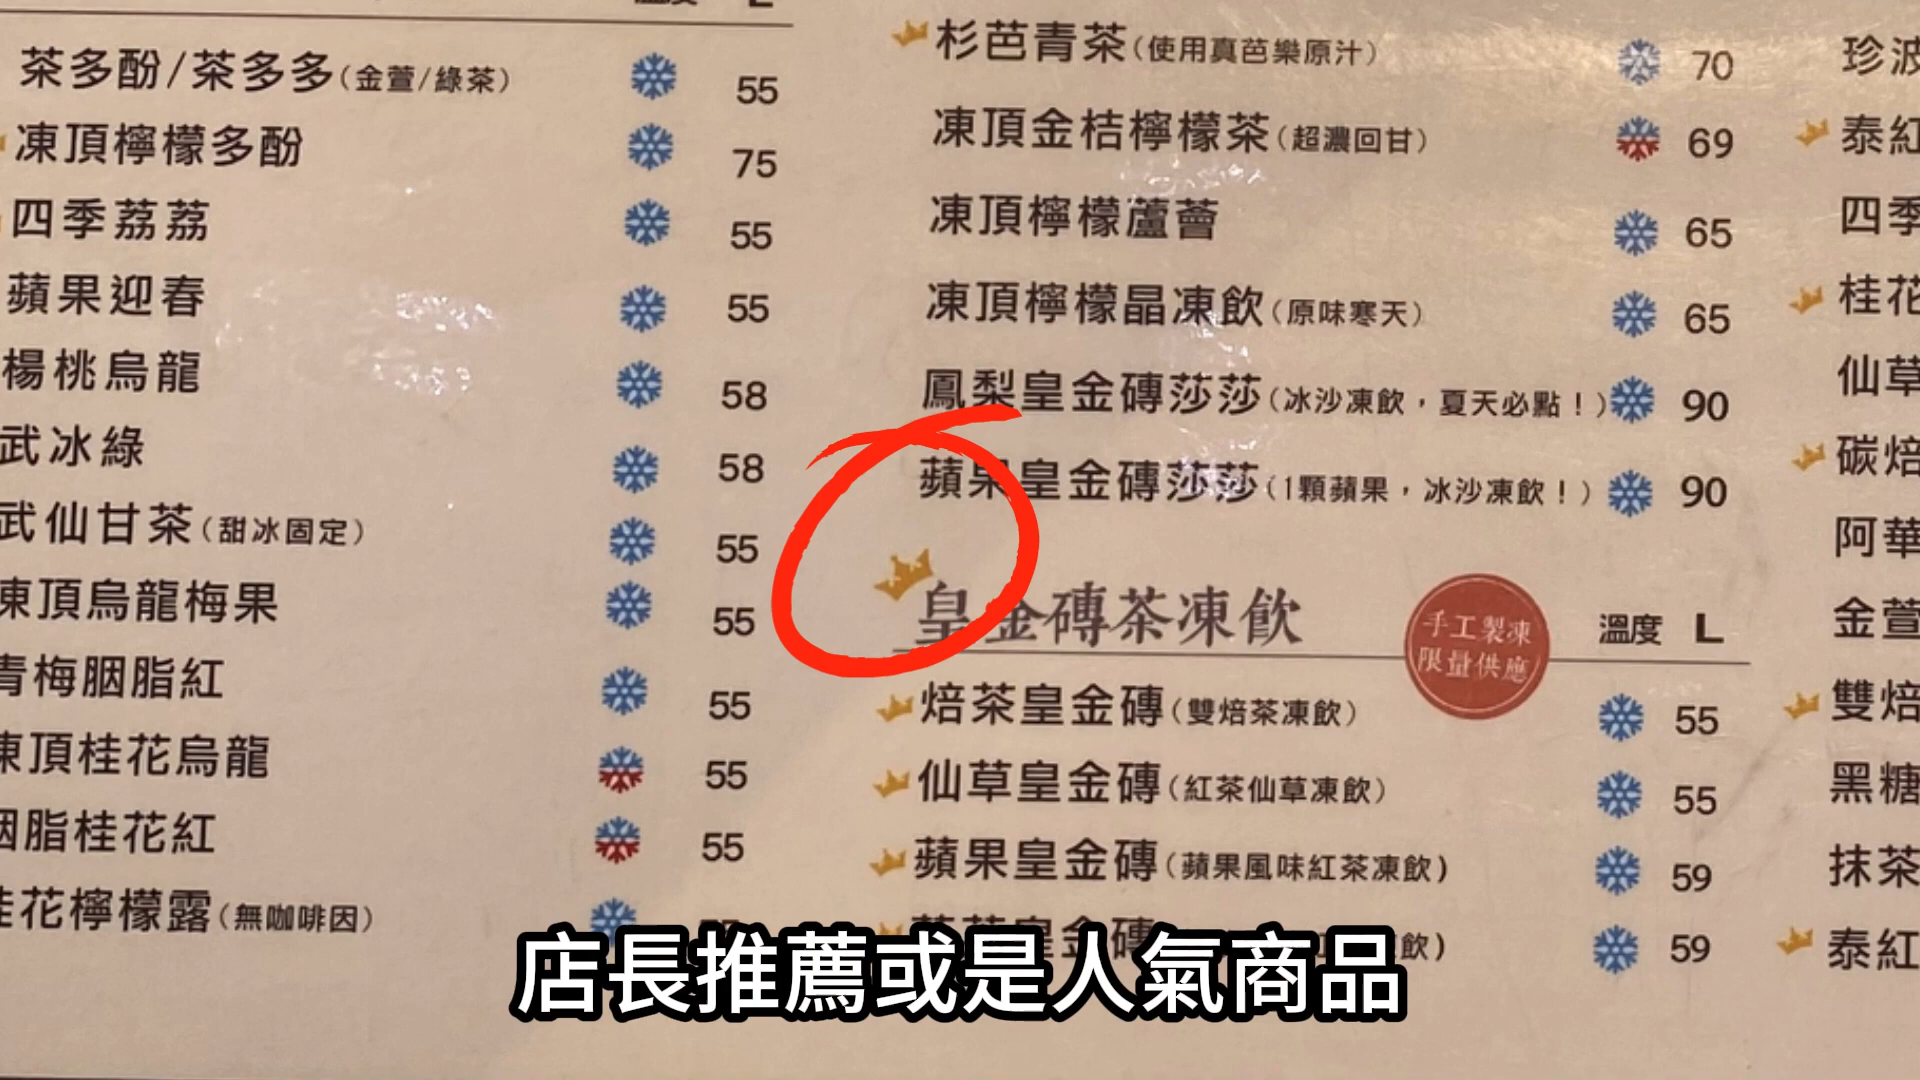 溫度 L
茶多酚/茶多多(金萱/綠茶) 55
凍頂檸檬多酚 75
四季荔荔 55
蘋果迎春 55
楊桃烏龍 58
武冰綠 58
武仙甘茶(甜冰固定) 55
凍頂烏龍梅果 55
青梅胭脂紅 55
凍頂桂花烏龍 55
胭脂桂花紅 55
桂花檸檬露(無咖啡因)
杉芭青茶(使用真芭樂原汁) 70
凍頂金桔檸檬茶(超濃回甘) 69
凍頂檸檬蘆薈 65
凍頂檸檬晶凍飲(原味寒天) 65
鳳梨皇金磚莎莎(冰沙凍飲，夏天必點！) 90
蘋果皇金磚莎莎(1顆蘋果，冰沙凍飲！) 90
皇金磚茶凍飲
手工製凍
限量供應
溫度 L
焙茶皇金磚(雙焙茶凍飲) 55
仙草皇金磚(紅茶仙草凍飲) 55
蘋果皇金磚(蘋果風味紅茶凍飲) 59
皇金磚 飲) 59
珍波
泰紅
四季
桂花
仙草
碳焙
阿華
金萱
雙焙
黑糖
抹茶
泰紅
店長推薦或是人氣商品